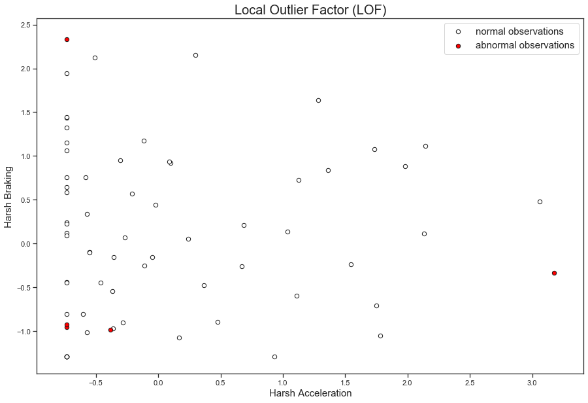 Local Outlier Factor (LOF)
normal observations
abnormal observations
Harsh Braking
2.5
2.0
1.5
1.0
0.5
0.0
−0.5
−1.0
−0.5 0.0 0.5 1.0 1.5 2.0 2.5 3.0
Harsh Acceleration